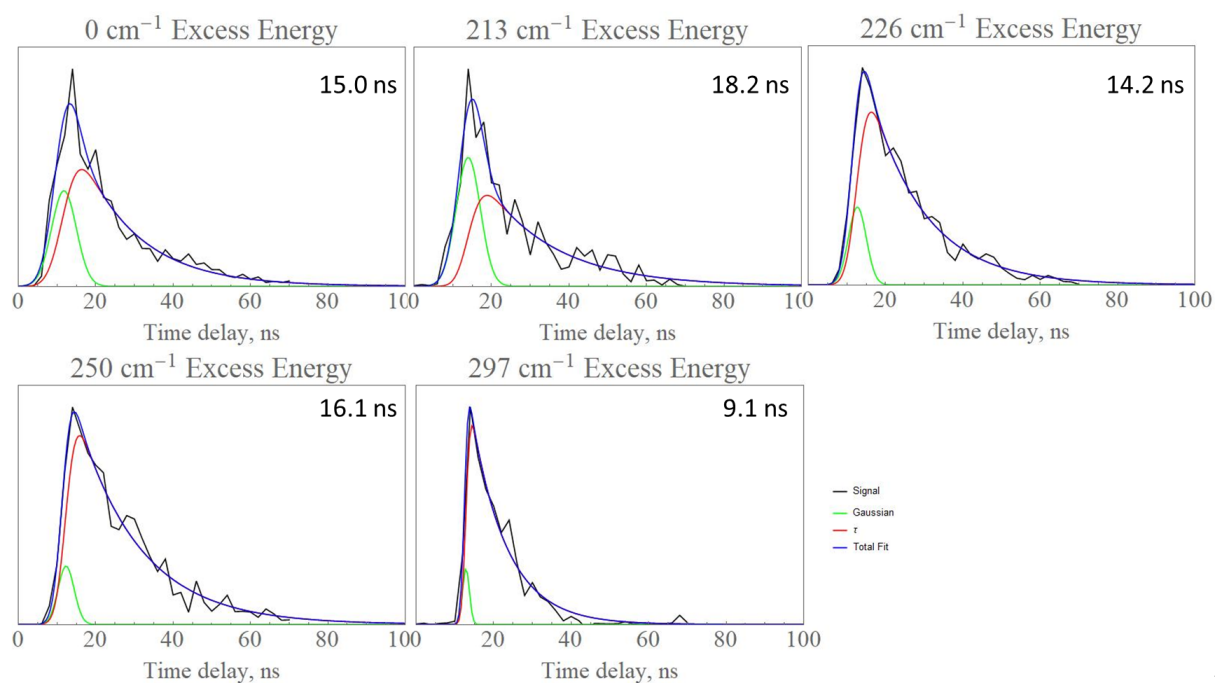 0 cm⁻¹ Excess Energy
15.0 ns
0 20 40 60 80 100
Time delay, ns
213 cm⁻¹ Excess Energy
18.2 ns
20 40 60 80 100
Time delay, ns
226 cm⁻¹ Excess Energy
14.2 ns
20 40 60 80 100
Time delay, ns
250 cm⁻¹ Excess Energy
16.1 ns
0 20 40 60 80 100
Time delay, ns
297 cm⁻¹ Excess Energy
9.1 ns
20 40 60 80 100
Time delay, ns
Signal
Gaussian
τ
Total Fit